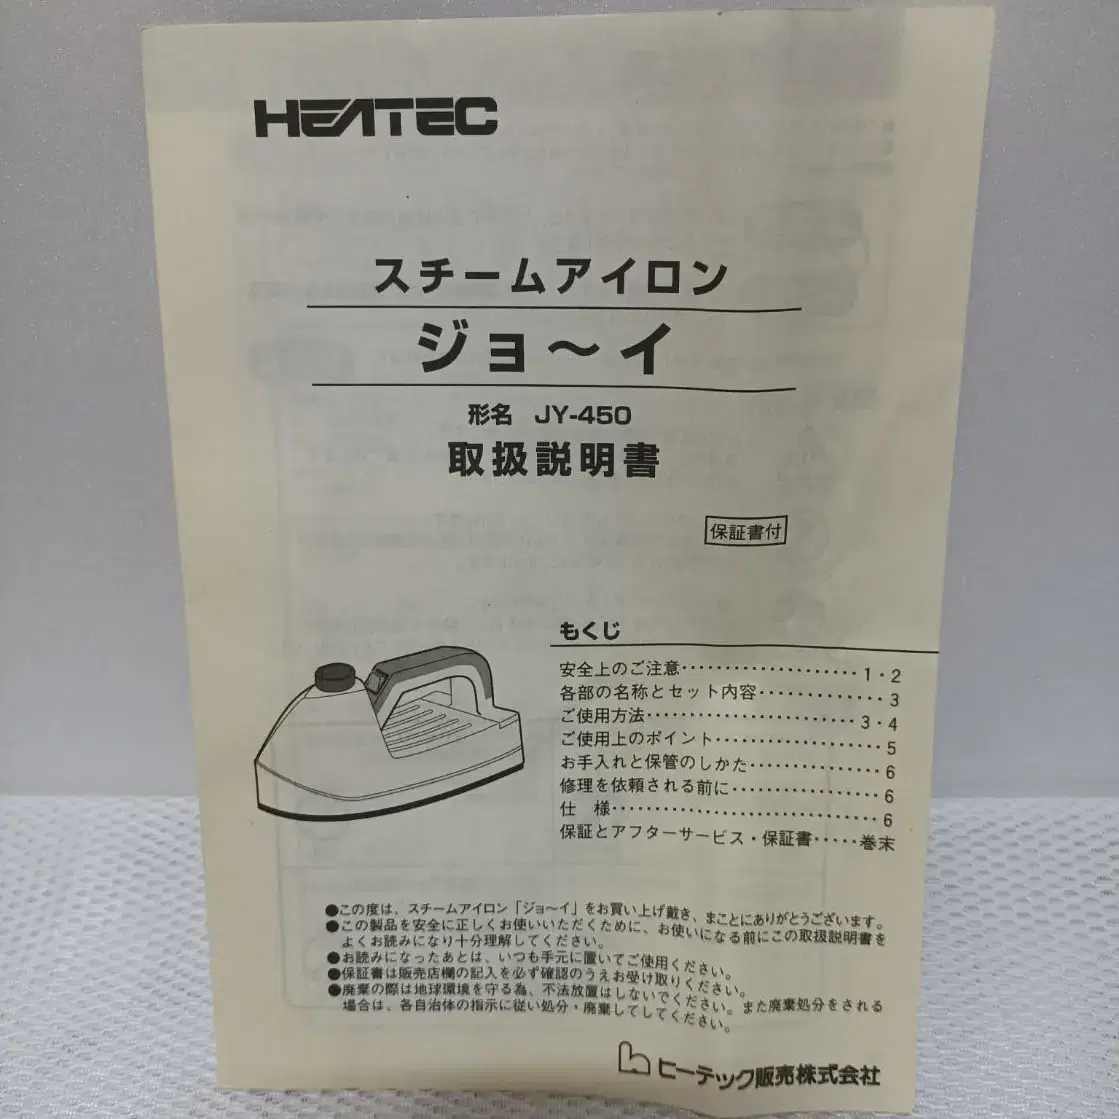 HEATEC
スチームアイロン
ジョ～イ
形名 JY-450
取扱説明書
保証書付
もくじ
安全上のご注意・・・・・・・・・・・・・・・・・・・・1・2
各部の名称とセット内容・・・・・・・・・・・・・3
ご使用方法・・・・・・・・・・・・・・・・・・・・・・・・3・4
ご使用上のポイント・・・・・・・・・・・・・・・・・・5
お手入れと保管のしかた・・・・・・・・・・・・・・6
修理を依頼される前に・・・・・・・・・・・・・・・・6
仕 様・・・・・・・・・・・・・・・・・・・・・・・・・・・・・6
保証とアフターサービス・保証書・・・・・巻末
●この度は、スチームアイロン「ジョ～イ」をお買い上げ戴き、まことにありがとうございます。
●この製品を安全に正しくお使いいただくために、お使いになる前にこの取扱説明書を
よくお読みになり十分理解してください。
●お読みになったあとは、いつも手元に置いてご使用ください。
●保証書は販売店欄の記入を必ず確認のうえお受け取りください。
●廃棄の際は地球環境を守る為、不法放置はしないでください。また廃棄処分をされる
場合は、各自治体の指示に従い処分・廃棄してしてください。
ヒーテック販売株式会社